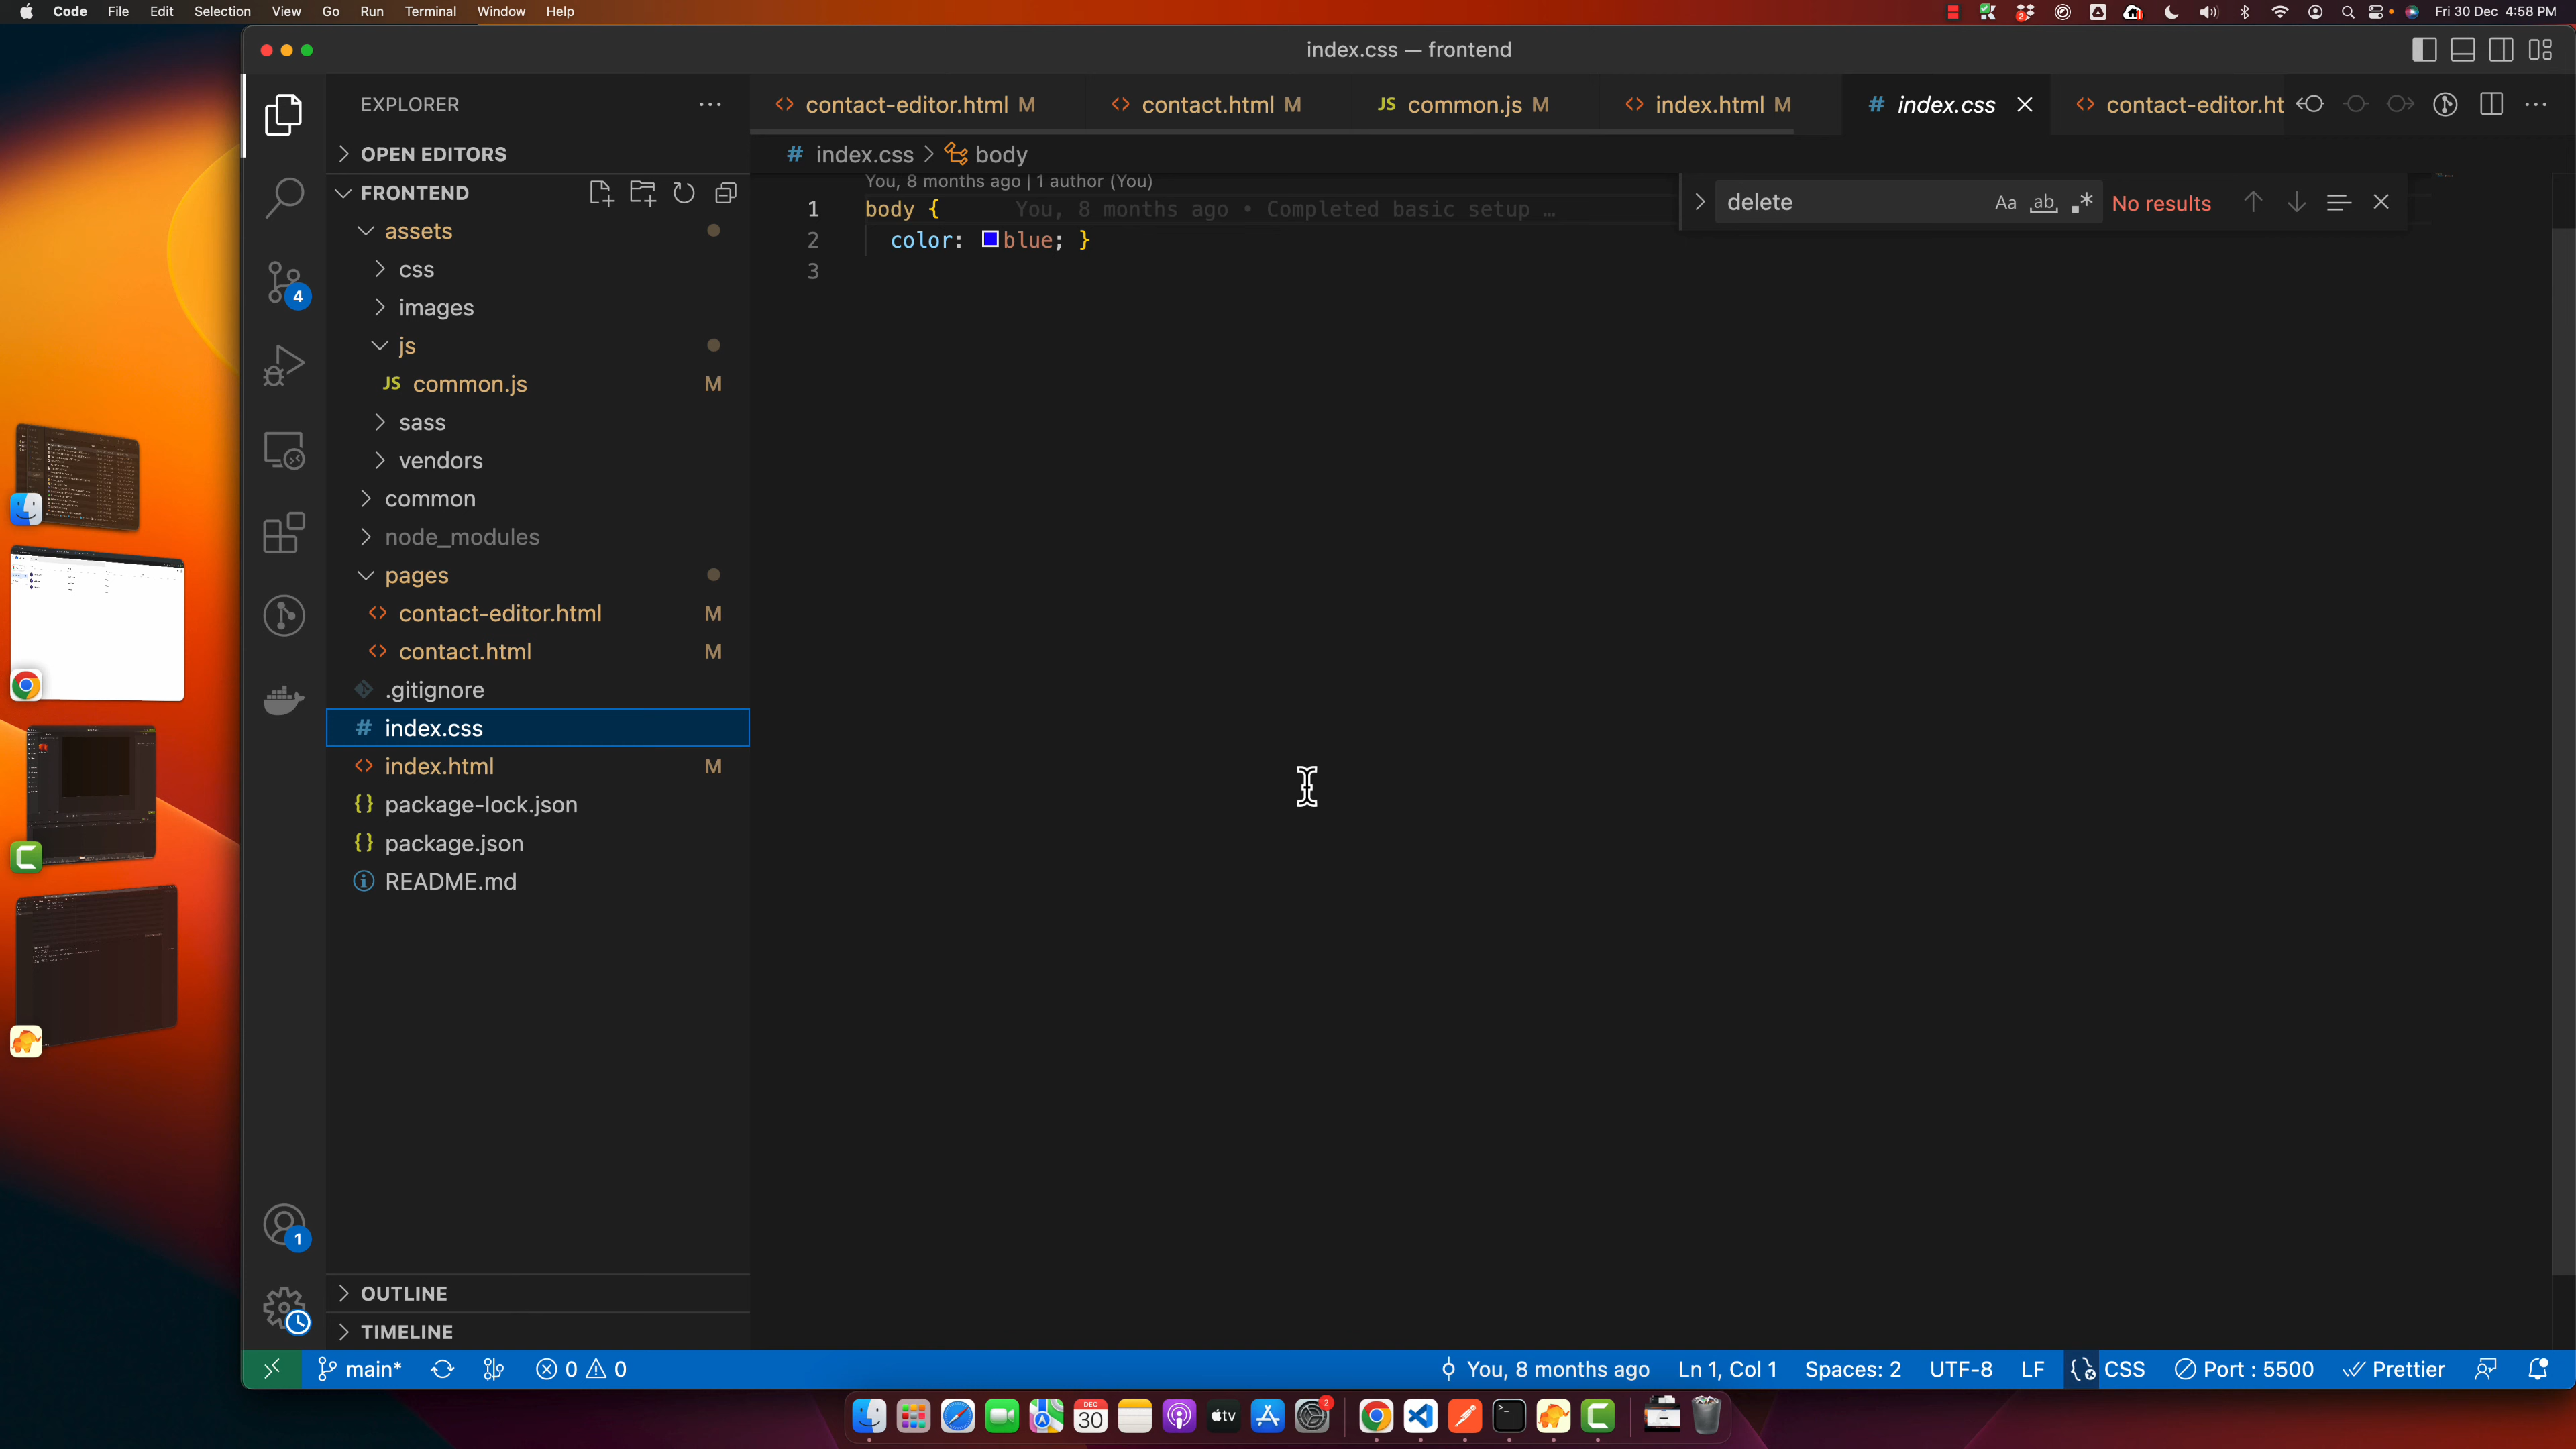 Code File Edit Selection View Go Run Terminal Window Help
2
Fri 30 Dec 4:58 PM
index.css — frontend
EXPLORER
contact-editor.html M
contact.html M
JS common.js M
index.html M
# index.css
contact-editor.ht
OPEN EDITORS
# index.css > body
FRONTEND
You, 8 months ago | 1 author (You)
1 body { You, 8 months ago • Completed basic setup …
2 color: blue; }
3
delete
Aa ab
No results
assets
css
images
js
JS common.js M
sass
vendors
common
node_modules
pages
contact-editor.html M
contact.html M
.gitignore
# index.css
index.html M
{} package-lock.json
{} package.json
README.md
4
1
OUTLINE
TIMELINE
main*
0 0
You, 8 months ago
Ln 1, Col 1
Spaces: 2
UTF-8
LF
CSS
Port : 5500
Prettier
DEC
30
tv
2